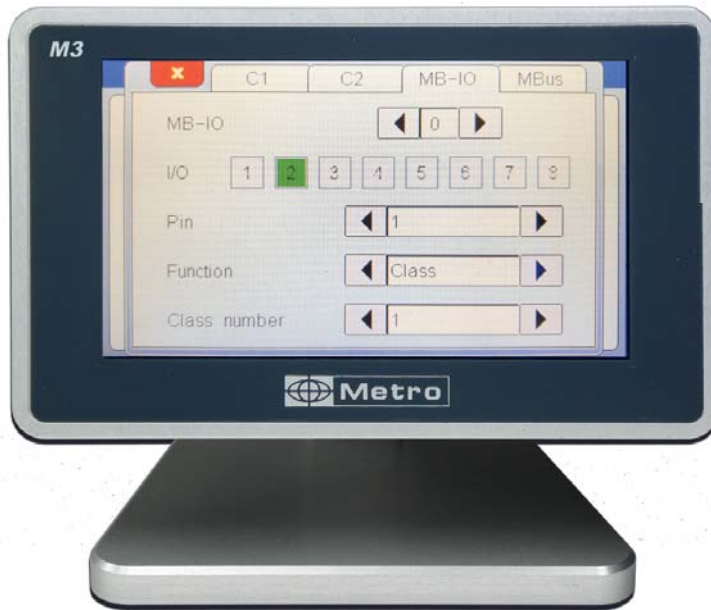 M3
x C1 C2 MB-IO MBus
MB-IO 0
I/O 1 2 3 4 5 6 7 8
Pin 1
Function Class
Class number 1
Metro